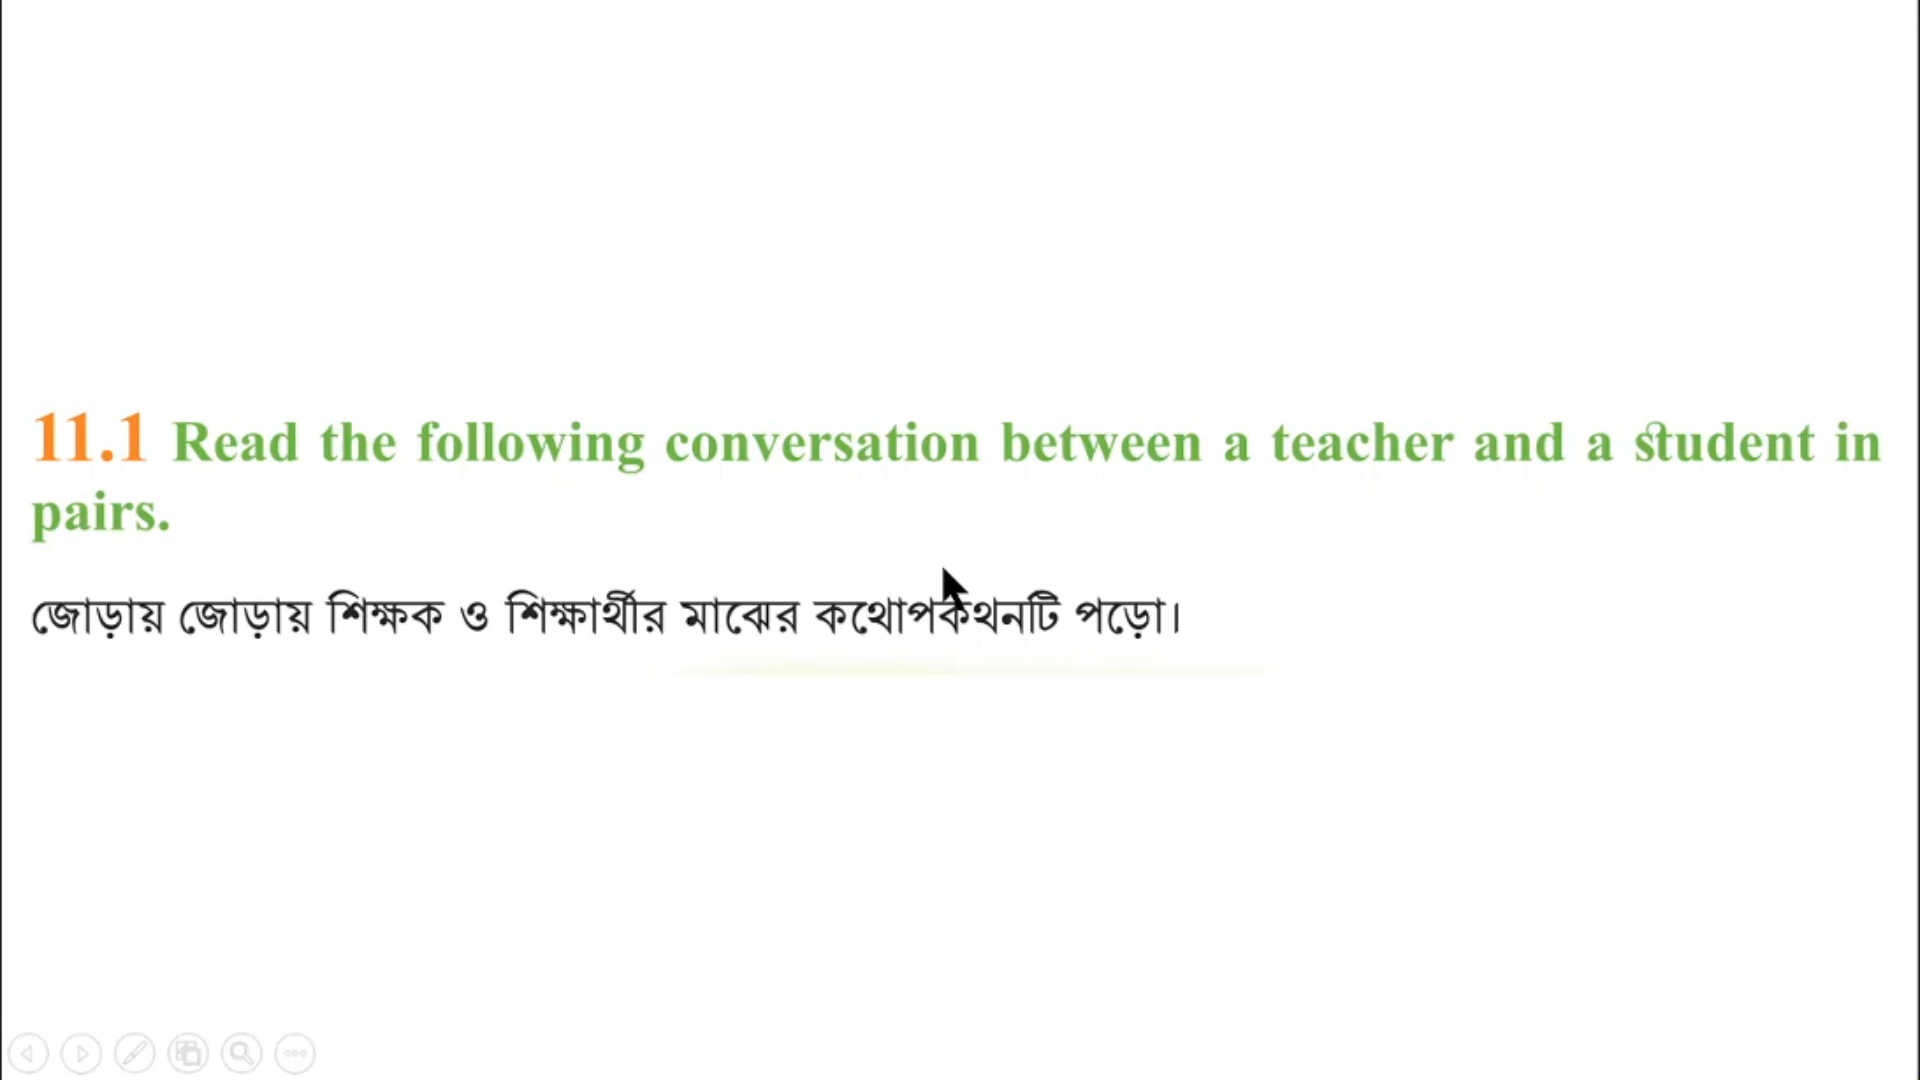 11.1 Read the following conversation between a teacher and a student in
pairs.
জোড়ায় জোড়ায় শিক্ষক ও শিক্ষার্থীর মাঝের কথোপকথনটি পড়ো।